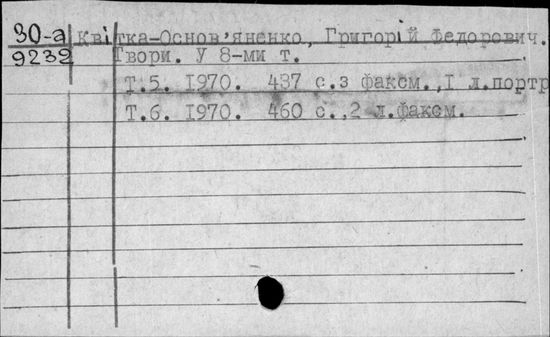 30-а Квітка-Основ'яненко, Григорій Федорович.
9232 Твори. У 8-ми т.
Т.5. 1970. 437 с.з факсм.,1 л.портр
Т.6. 1970. 460 с.,2 л.факсм.